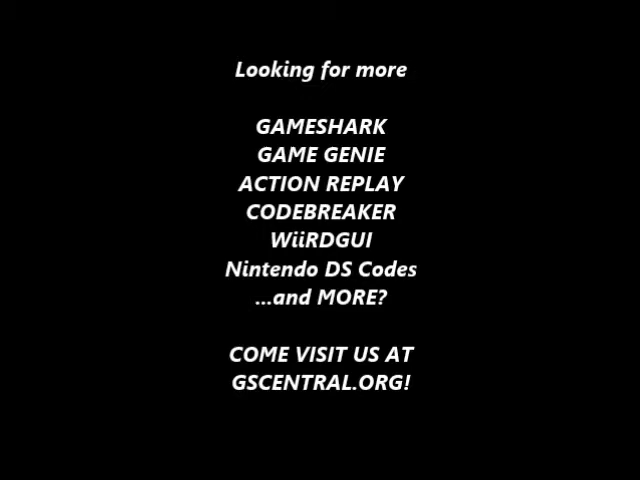 Looking for more
GAMESHARK
GAME GENIE
ACTION REPLAY
CODEBREAKER
WiiRDGUI
Nintendo DS Codes
...and MORE?
COME VISIT US AT
GSCENTRAL.ORG!